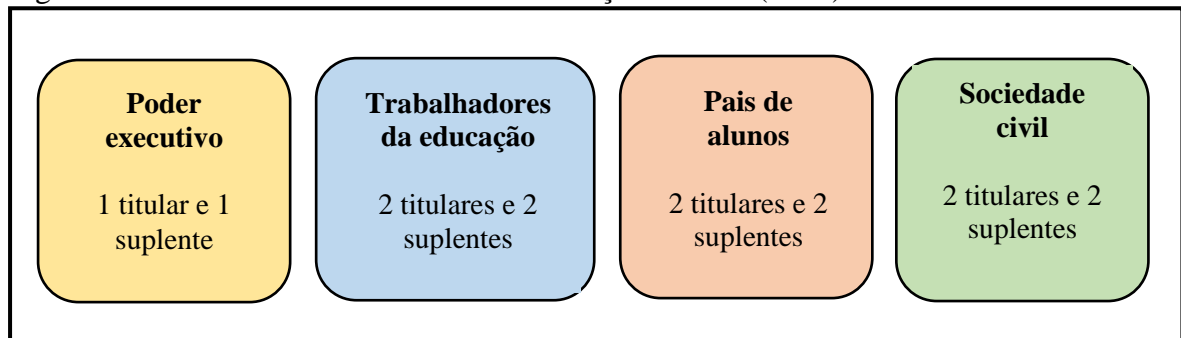 Poder
executivo
1 titular e 1
suplente
Trabalhadores
da educação
2 titulares e 2
suplentes
Pais de
alunos
2 titulares e 2
suplentes
Sociedade
civil
2 titulares e 2
suplentes